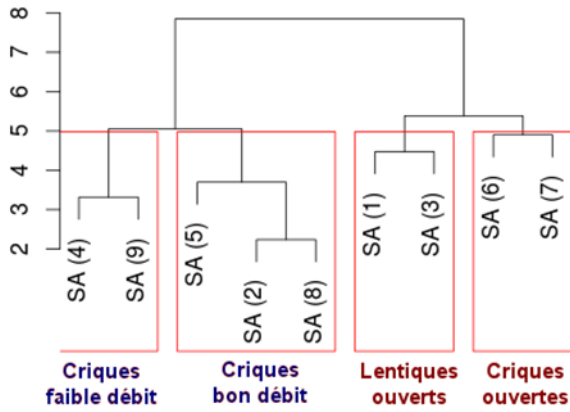 8
7
6
5
4
3
2
SA (4)
SA (9)
SA (5)
SA (2)
SA (8)
SA (1)
SA (3)
SA (6)
SA (7)
Criques
faible débit
Criques
bon débit
Lentiques
ouverts
Criques
ouvertes